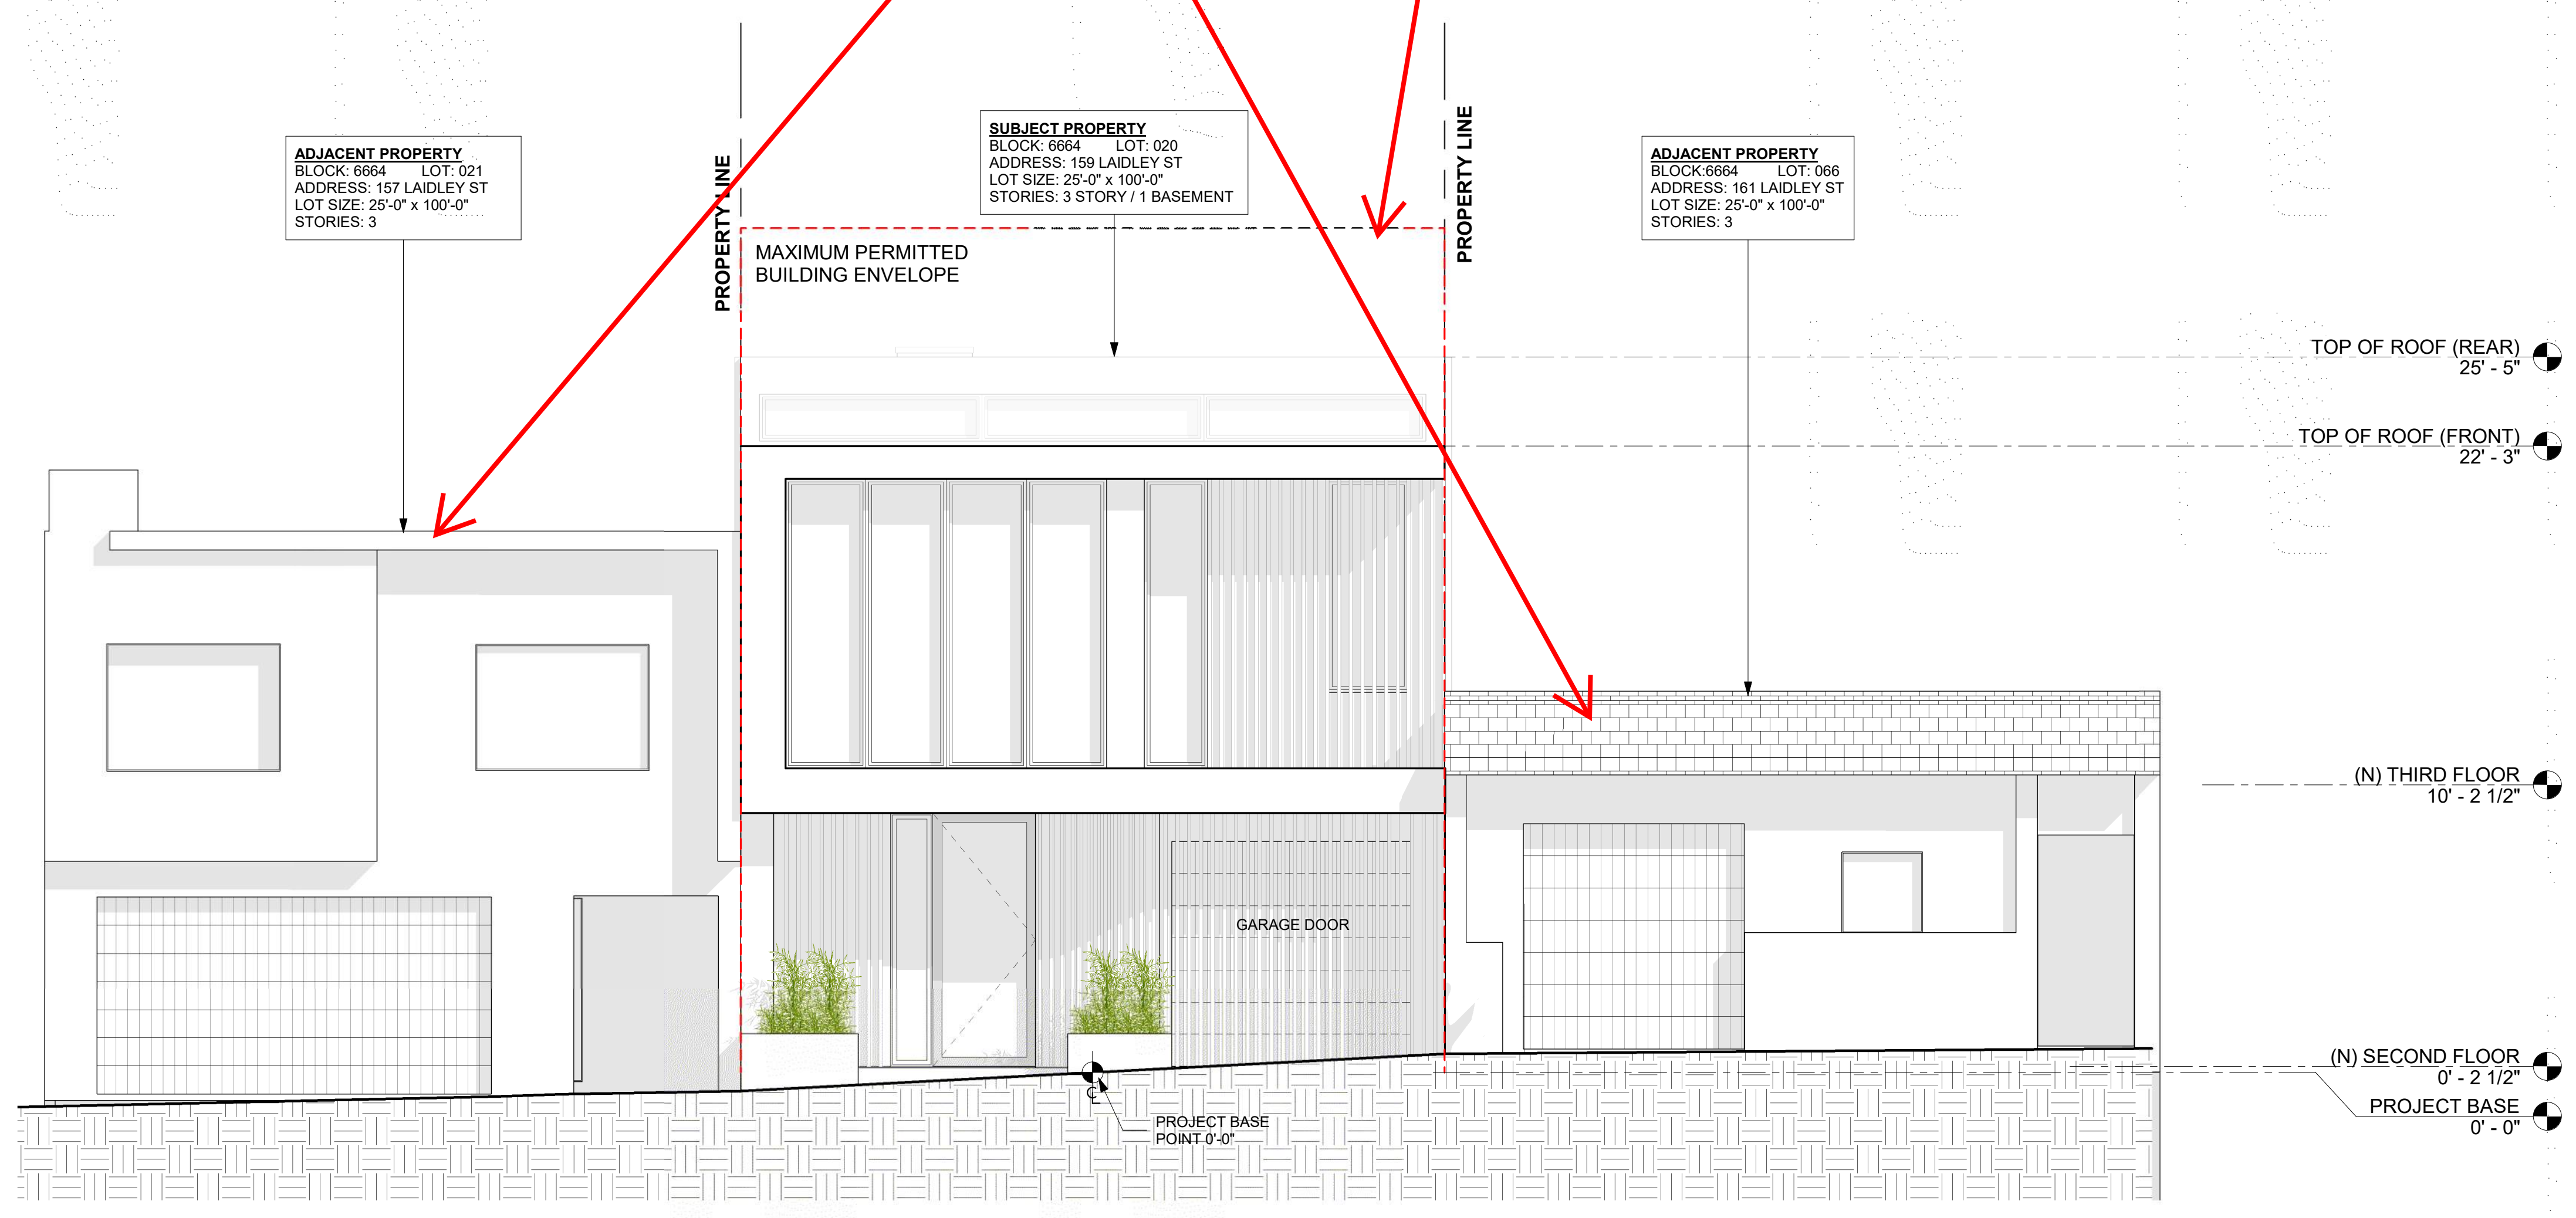 ADJACENT PROPERTY
BLOCK: 6664 LOT: 021
ADDRESS: 157 LAIDLEY ST
LOT SIZE: 25'-0" x 100'-0"
STORIES: 3
PROPERTY LINE
SUBJECT PROPERTY
BLOCK: 6664 LOT: 020
ADDRESS: 159 LAIDLEY ST
LOT SIZE: 25'-0" x 100'-0"
STORIES: 3 STORY / 1 BASEMENT
PROPERTY LINE
ADJACENT PROPERTY
BLOCK:6664 LOT: 066
ADDRESS: 161 LAIDLEY ST
LOT SIZE: 25'-0" x 100'-0"
STORIES: 3
MAXIMUM PERMITTED
BUILDING ENVELOPE
TOP OF ROOF (REAR)
25' - 5"
TOP OF ROOF (FRONT)
22' - 3"
(N) THIRD FLOOR
10' - 2 1/2"
GARAGE DOOR
(N) SECOND FLOOR
0' - 2 1/2"
PROJECT BASE
0' - 0"
℄
PROJECT BASE
POINT 0'-0"